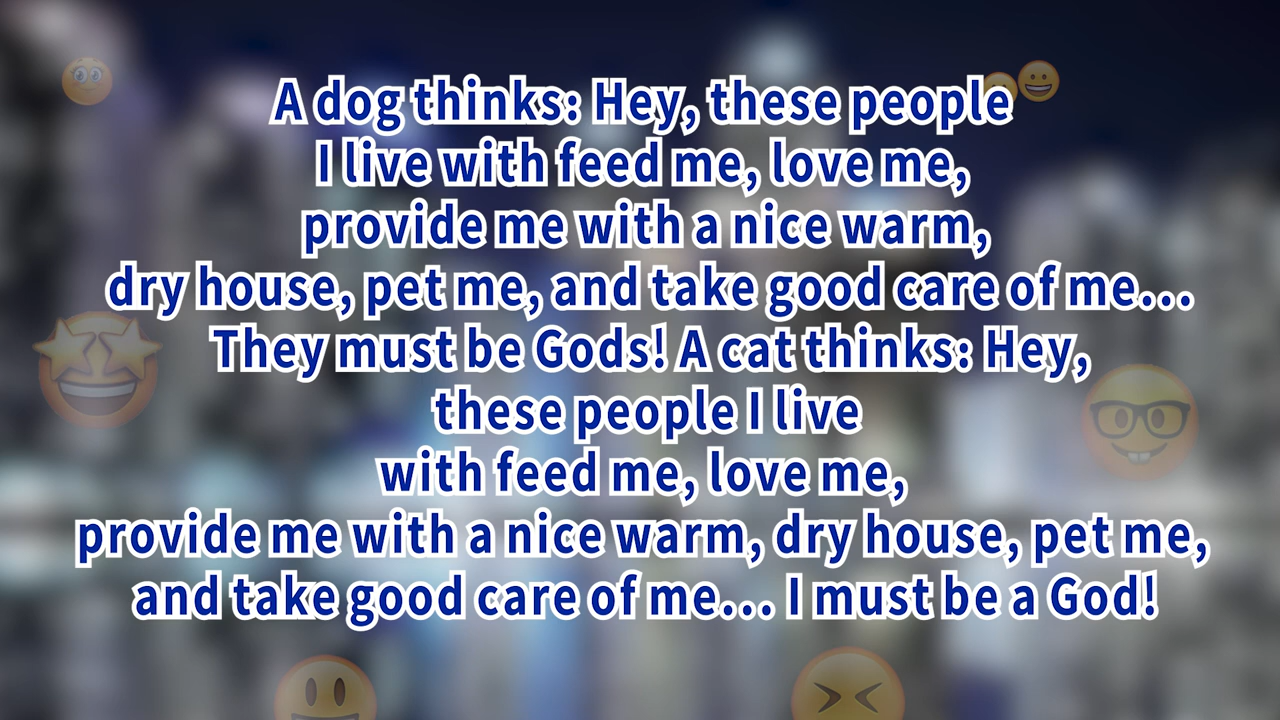 A dog thinks: Hey, these people
I live with feed me, love me,
provide me with a nice warm,
dry house, pet me, and take good care of me...
They must be Gods! A cat thinks: Hey,
these people I live
with feed me, love me,
provide me with a nice warm, dry house, pet me,
and take good care of me... I must be a God!